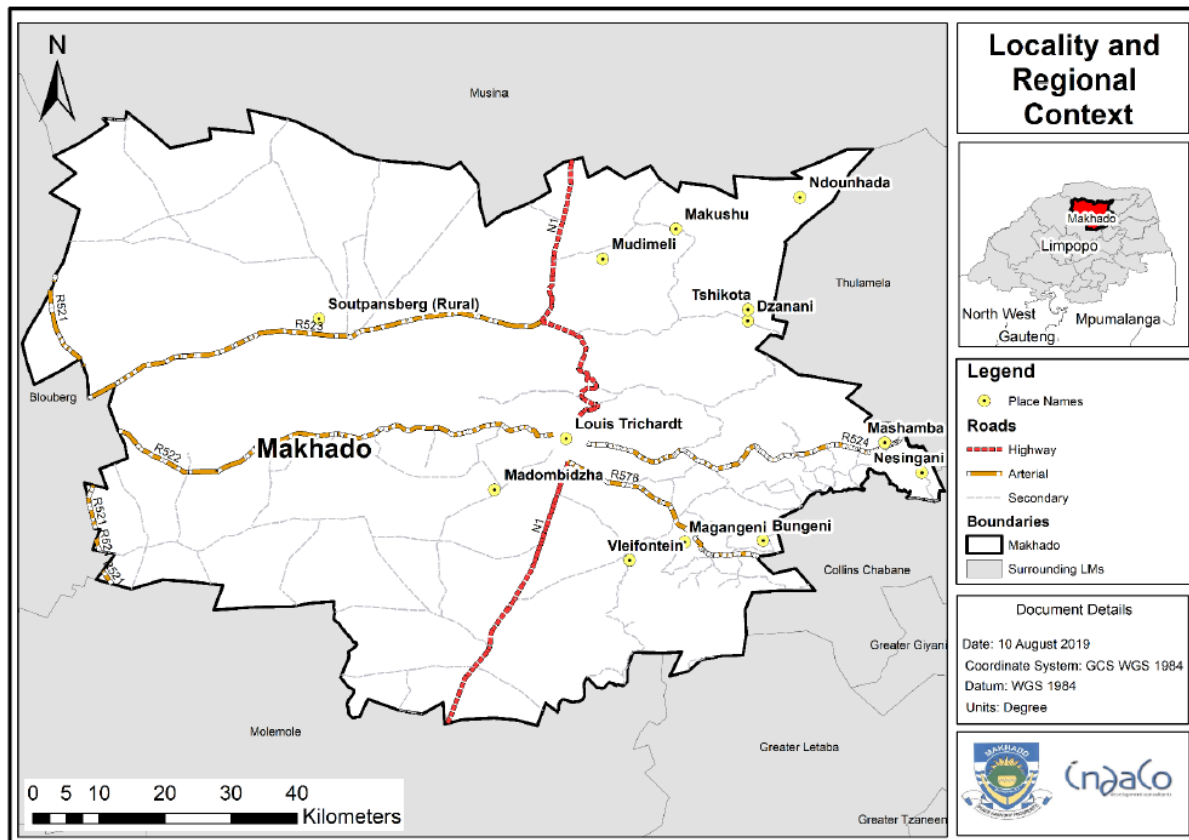 N
Musina
Ndounhada
Makushu
N1
Mudimeli
Thulamela
Tshikota
Dzanani
R521
Soutpansberg (Rural)
R523
Blouberg
Louis Trichardt
Mashamba
R524
R522
Makhado
Nesingani
Madombidzha
R578
R521
R521
R521
N1
Magangeni
Bungeni
Vleifontein
Collins Chabane
Greater Giyani
Molemole
Greater Letaba
Greater Tzaneen
0 5 10 20 30 40
Kilometers
Locality and
Regional
Context
Makhado
Limpopo
North West
Gauteng
Mpumalanga
Legend
Place Names
Roads
Highway
Arterial
Secondary
Boundaries
Makhado
Surrounding LMs
Document Details
Date: 10 August 2019
Coordinate System: GCS WGS 1984
Datum: WGS 1984
Units: Degree
MAKHADO
indaco
development consultants